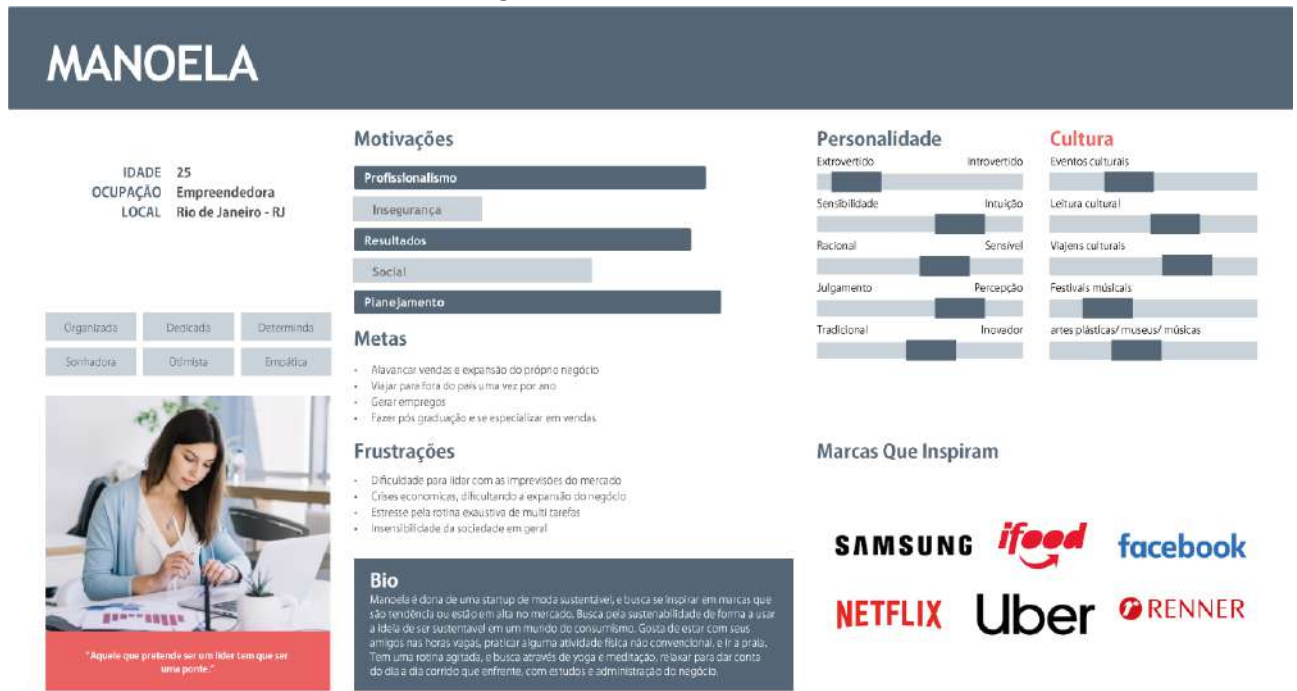 MANOELA
IDADE 25
OCUPAÇÃO Empreendedora
LOCAL Rio de Janeiro - RJ
Organizada Dedicada Determinda
Sonhadora Otimista Empática
"Aquele que pretende ser um líder tem que ser
uma ponte."
Motivações
Profissionalismo
Insegurança
Resultados
Social
Planejamento
Metas
• Alavancar vendas e expansão do próprio negócio
• Viajar para fora do país uma vez por ano
• Gerar empregos
• Fazer pós graduação e se especializar em vendas
Frustrações
• Dificuldade para lidar com as imprevisões do mercado
• Crises economicas, dificultando a expansão do negócio
• Estresse pela rotina exaustiva de multi tarefas
• Insensibilidade da sociedade em geral
Bio
Manoela é dona de uma startup de moda sustentável, e busca se inspirar em marcas que
são tendência ou estão em alta no mercado. Busca pela sustentabilidade de forma a usar
a ideia de ser sustentavel em um mundo do consumismo. Gosta de estar com seus
amigos nas horas vagas, praticar alguma atividade física não convencional, e ir a praia.
Tem uma rotina agitada, e busca através de yoga e meditação, relaxar para dar conta
do dia a dia corrido que enfrente, com estudos e administração do negócio.
Personalidade
Extrovertido Introvertido
Sensibilidade Intuição
Racional Sensível
Julgamento Percepção
Tradicional Inovador
Cultura
Eventos culturais
Leitura cultural
Viajens culturais
Festivais músicais
artes plásticas/ museus/ músicas
Marcas Que Inspiram
SAMSUNG ifood facebook
NETFLIX Uber RENNER